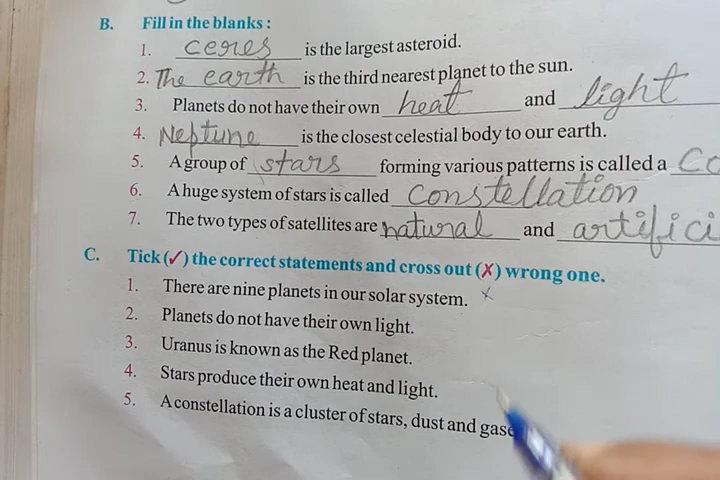 B. Fill in the blanks :
1. ceres is the largest asteroid.
2. The earth is the third nearest planet to the sun.
3. Planets do not have their own heat and light
4. Neptune is the closest celestial body to our earth.
5. A group of stars forming various patterns is called a Co
6. A huge system of stars is called constellation
7. The two types of satellites are natural and artifici
C. Tick (✓) the correct statements and cross out (✗) wrong one.
1. There are nine planets in our solar system. x
2. Planets do not have their own light.
3. Uranus is known as the Red planet.
4. Stars produce their own heat and light.
5. A constellation is a cluster of stars, dust and gase